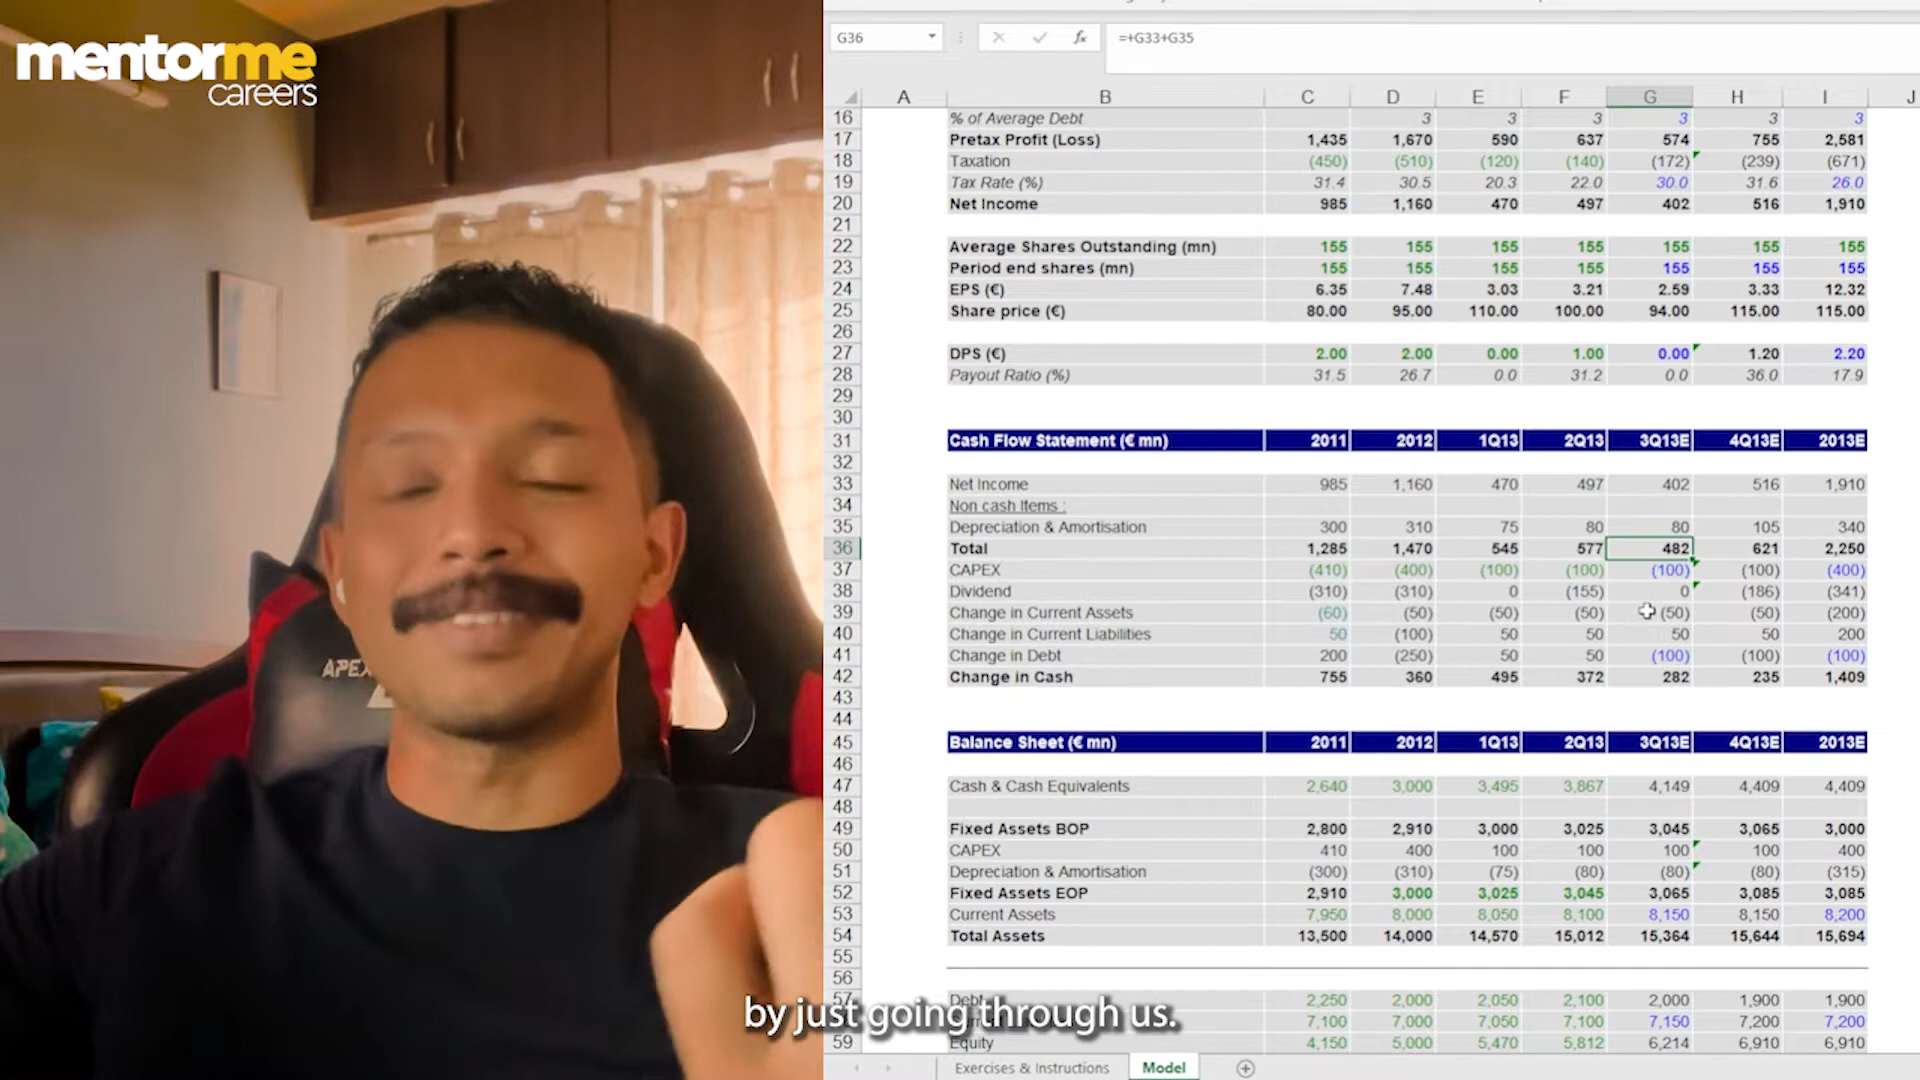 mentorme
careers
G36 fx =+G33+G35
A B C D E F G H I J
16 % of Average Debt 3 3 3 3 3 3
17 Pretax Profit (Loss) 1,435 1,670 590 637 574 755 2,581
18 Taxation (450) (510) (120) (140) (172) (239) (671)
19 Tax Rate (%) 31.4 30.5 20.3 22.0 30.0 31.6 26.0
20 Net Income 985 1,160 470 497 402 516 1,910
21
22 Average Shares Outstanding (mn) 155 155 155 155 155 155 155
23 Period end shares (mn) 155 155 155 155 155 155 155
24 EPS (€) 6.35 7.48 3.03 3.21 2.59 3.33 12.32
25 Share price (€) 80.00 95.00 110.00 100.00 94.00 115.00 115.00
26
27 DPS (€) 2.00 2.00 0.00 1.00 0.00 1.20 2.20
28 Payout Ratio (%) 31.5 26.7 0.0 31.2 0.0 36.0 17.9
29
30
31 Cash Flow Statement (€ mn) 2011 2012 1Q13 2Q13 3Q13E 4Q13E 2013E
32
33 Net Income 985 1,160 470 497 402 516 1,910
34 Non cash Items :
35 Depreciation & Amortisation 300 310 75 80 80 105 340
36 Total 1,285 1,470 545 577 482 621 2,250
37 CAPEX (410) (400) (100) (100) (100) (100) (400)
38 Dividend (310) (310) 0 (155) 0 (186) (341)
39 Change in Current Assets (60) (50) (50) (50) (50) (50) (200)
40 Change in Current Liabilities 50 (100) 50 50 50 50 200
41 Change in Debt 200 (250) 50 50 (100) (100) (100)
42 Change in Cash 755 360 495 372 282 235 1,409
43
44
45 Balance Sheet (€ mn) 2011 2012 1Q13 2Q13 3Q13E 4Q13E 2013E
46
47 Cash & Cash Equivalents 2,640 3,000 3,495 3,867 4,149 4,409 4,409
48
49 Fixed Assets BOP 2,800 2,910 3,000 3,025 3,045 3,065 3,000
50 CAPEX 410 400 100 100 100 100 400
51 Depreciation & Amortisation (300) (310) (75) (80) (80) (80) (315)
52 Fixed Assets EOP 2,910 3,000 3,025 3,045 3,065 3,085 3,085
53 Current Assets 7,950 8,000 8,050 8,100 8,150 8,150 8,200
54 Total Assets 13,500 14,000 14,570 15,012 15,364 15,644 15,694
55
56
57 Debt 2,250 2,000 2,050 2,100 2,000 1,900 1,900
7,100 7,000 7,050 7,100 7,150 7,200 7,200
59 Equity 4,150 5,000 5,470 5,812 6,214 6,910 6,910
Exercises & Instructions Model
APEX
by just going through us.